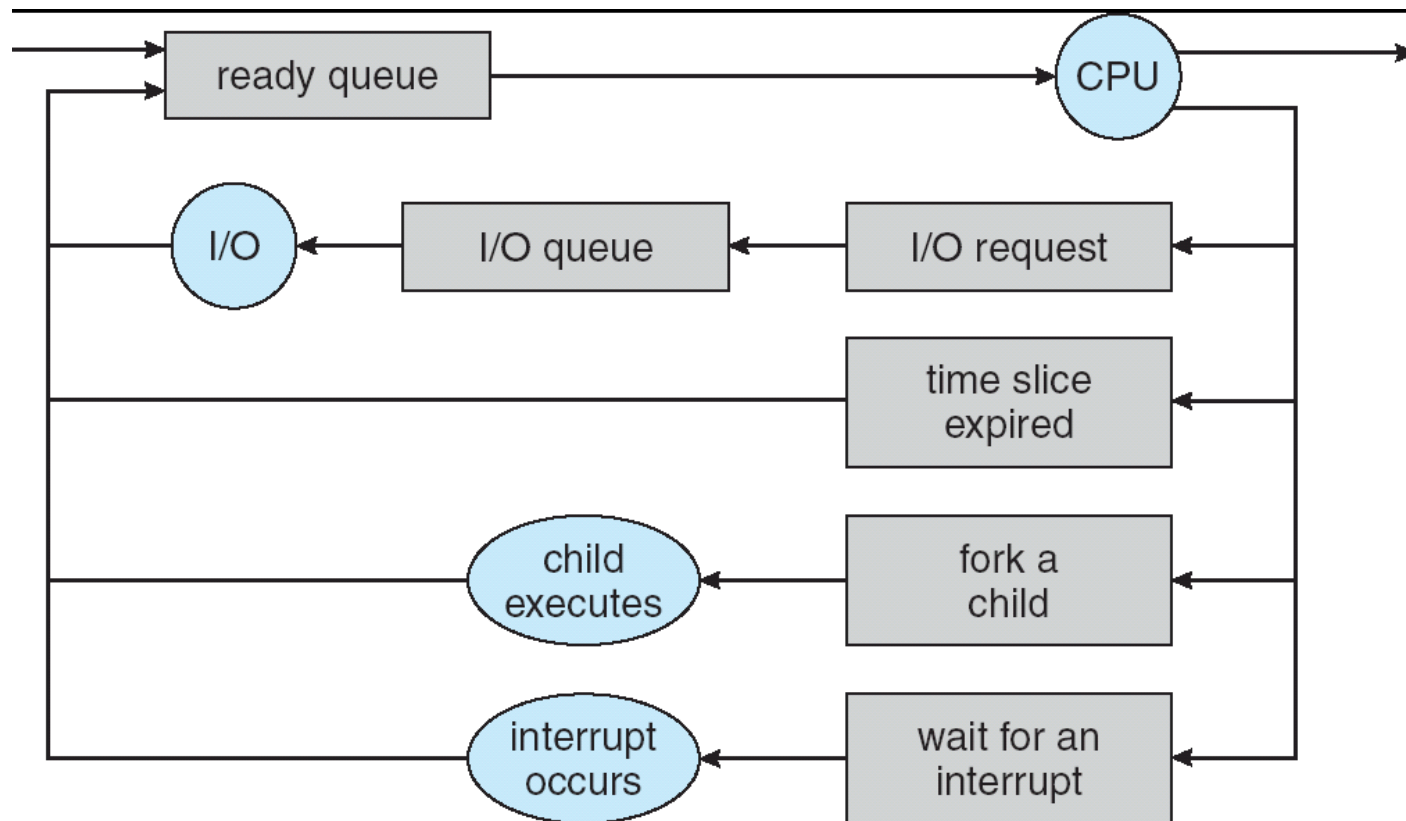 ready queue
CPU
I/O
I/O queue
I/O request
time slice
expired
child
executes
fork a
child
interrupt
occurs
wait for an
interrupt